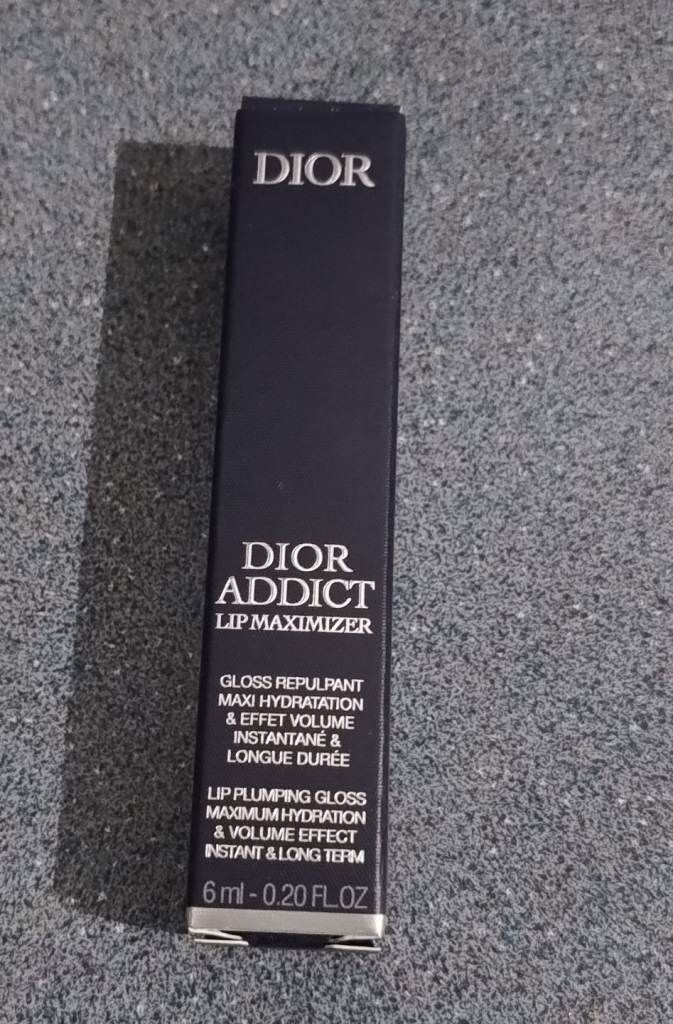 DIOR
DIOR
ADDICT
LIP MAXIMIZER
GLOSS REPULPANT
MAXI HYDRATATION
& EFFET VOLUME
INSTANTANÉ &
LONGUE DURÉE
LIP PLUMPING GLOSS
MAXIMUM HYDRATION
& VOLUME EFFECT
INSTANT & LONG TERM
6 ml - 0.20 FL.OZ